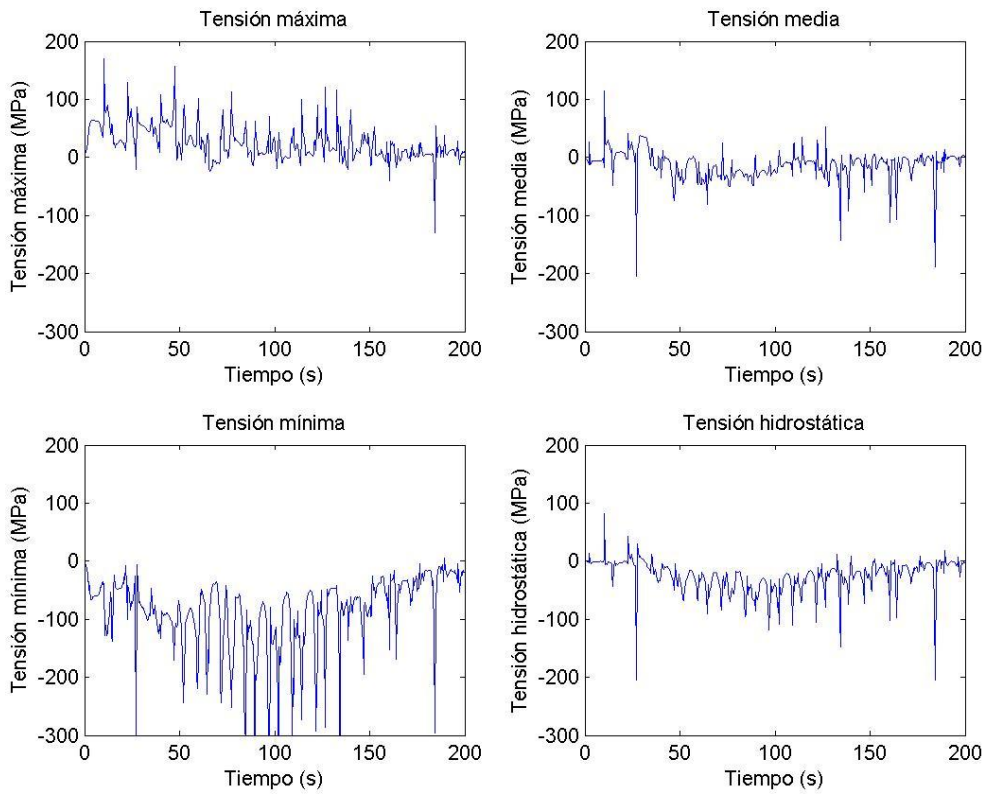 Tensión máxima
Tensión máxima (MPa)
200
100
0
-100
-200
-300
0 50 100 150 200
Tiempo (s)
Tensión media
Tensión media (MPa)
200
100
0
-100
-200
-300
0 50 100 150 200
Tiempo (s)
Tensión mínima
Tensión mínima (MPa)
200
100
0
-100
-200
-300
0 50 100 150 200
Tiempo (s)
Tensión hidrostática
Tensión hidrostática (MPa)
200
100
0
-100
-200
-300
0 50 100 150 200
Tiempo (s)